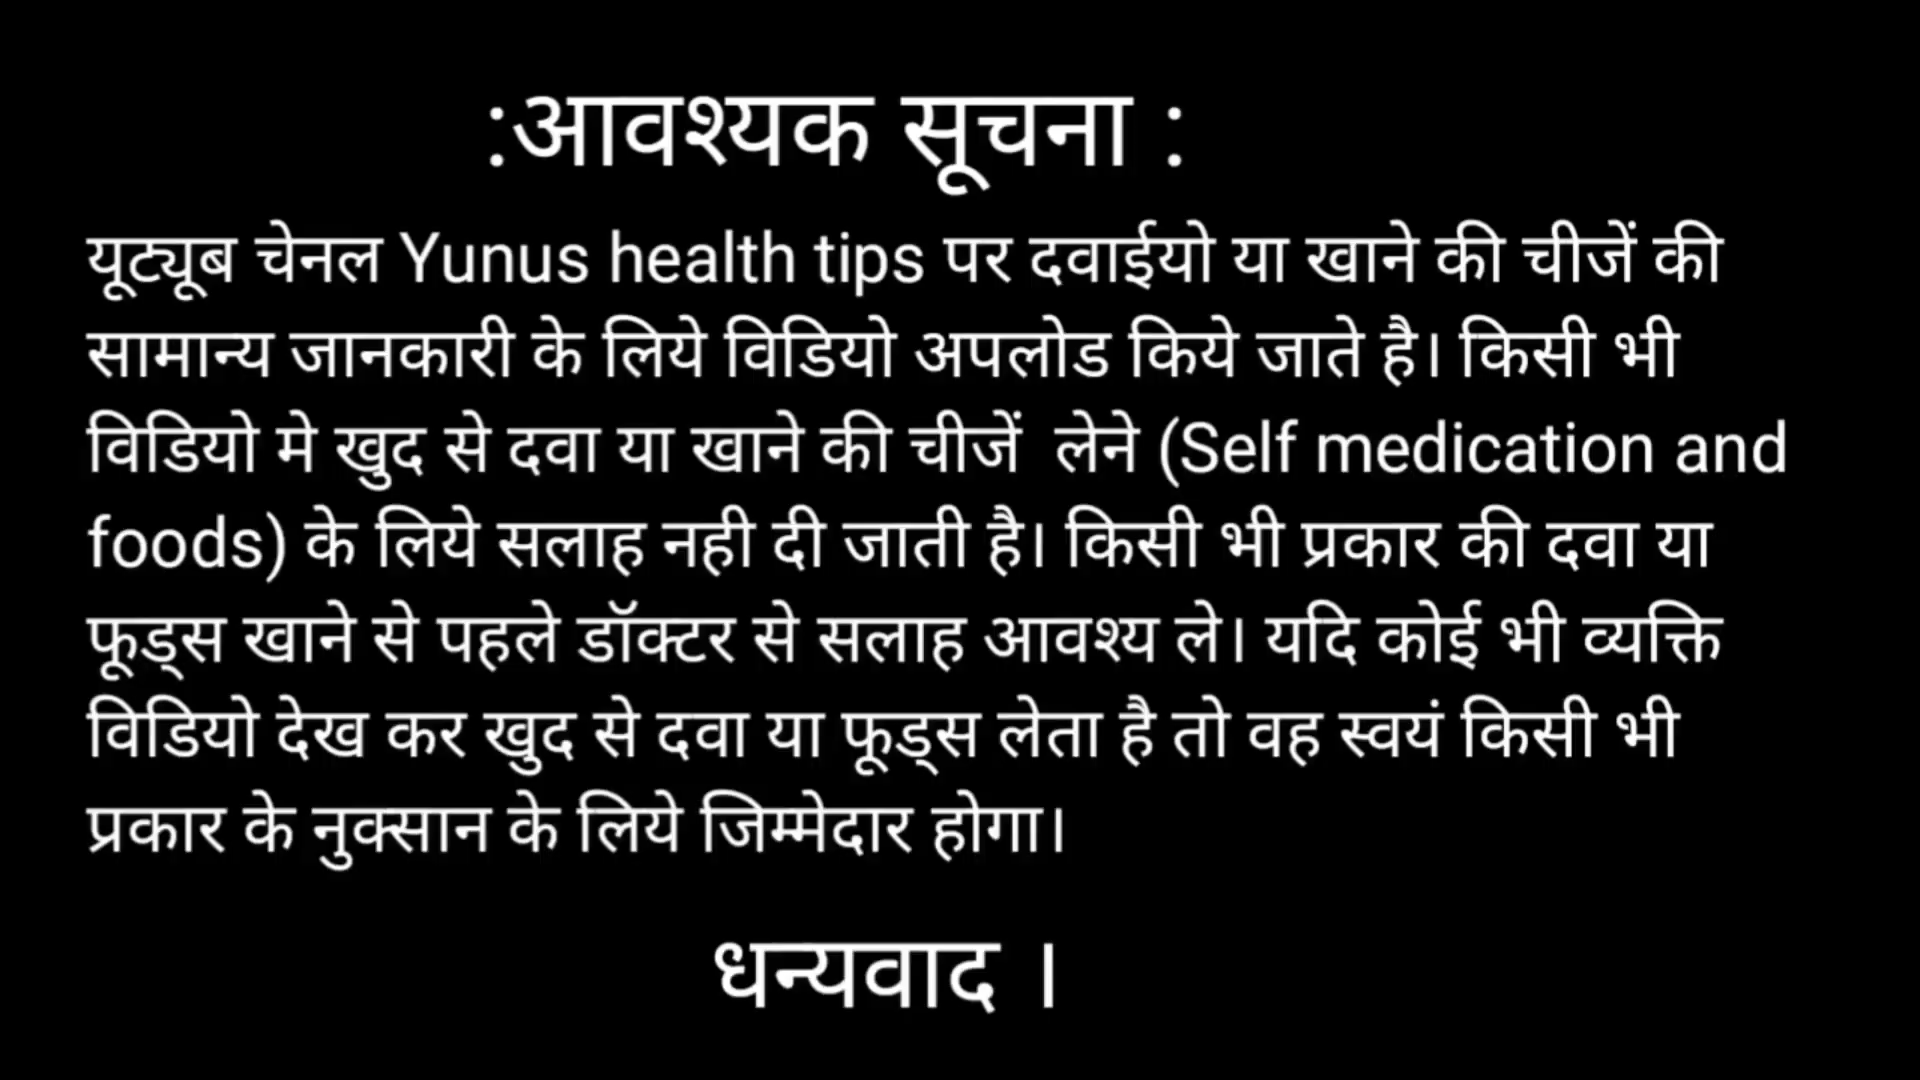 :आवश्यक सूचना :
यूट्यूब चेनल Yunus health tips पर दवाईयो या खाने की चीजें की
सामान्य जानकारी के लिये विडियो अपलोड किये जाते है। किसी भी
विडियो मे खुद से दवा या खाने की चीजें लेने (Self medication and
foods) के लिये सलाह नही दी जाती है। किसी भी प्रकार की दवा या
फूड्स खाने से पहले डॉक्टर से सलाह आवश्य ले। यदि कोई भी व्यक्ति
विडियो देख कर खुद से दवा या फूड्स लेता है तो वह स्वयं किसी भी
प्रकार के नुक्सान के लिये जिम्मेदार होगा।
धन्यवाद ।